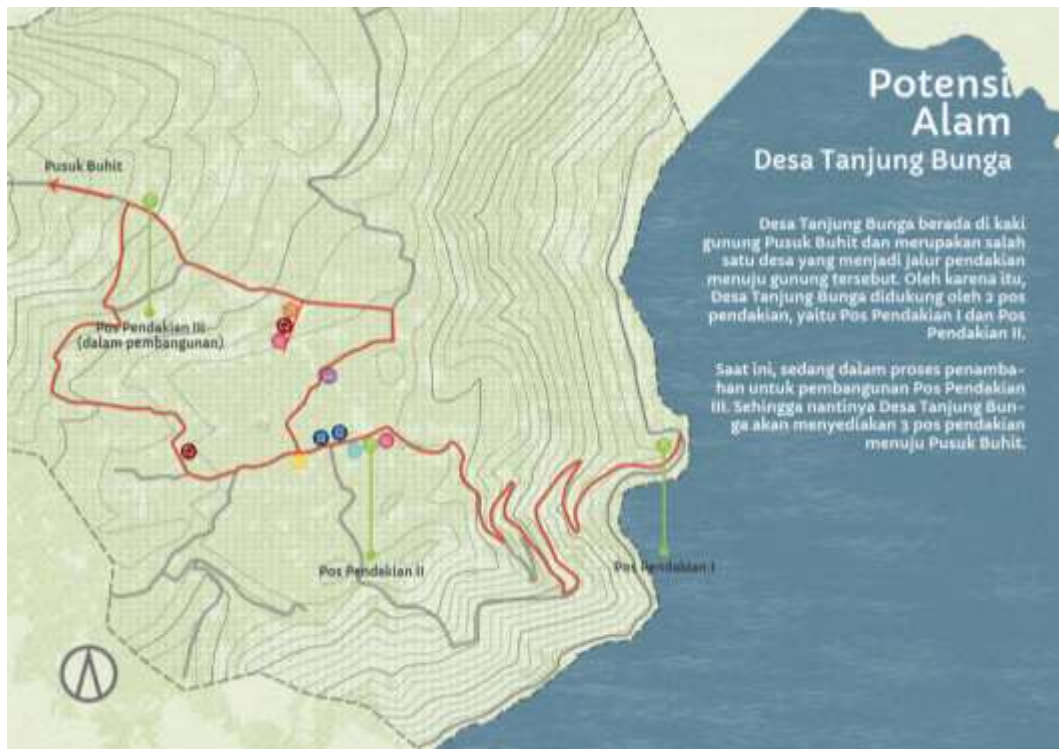 Potensi
Alam
Desa Tanjung Bunga
Desa Tanjung Bunga berada di kaki
gunung Pusuk Buhit dan merupakan salah
satu desa yang menjadi jalur pendakian
menuju gunung tersebut. Oleh karena itu,
Desa Tanjung Bunga didukung oleh 2 pos
pendakian, yaitu Pos Pendakian I dan Pos
Pendakian II.
Saat ini, sedang dalam proses penamba-
han untuk pembangunan Pos Pendakian
III. Sehingga nantinya Desa Tanjung Bun-
ga akan menyediakan 3 pos pendakian
menuju Pusuk Buhit.
Pusuk Buhit
Pos Pendakian III
(dalam pembangunan)
Pos Pendakian II
Pos Pendakian I